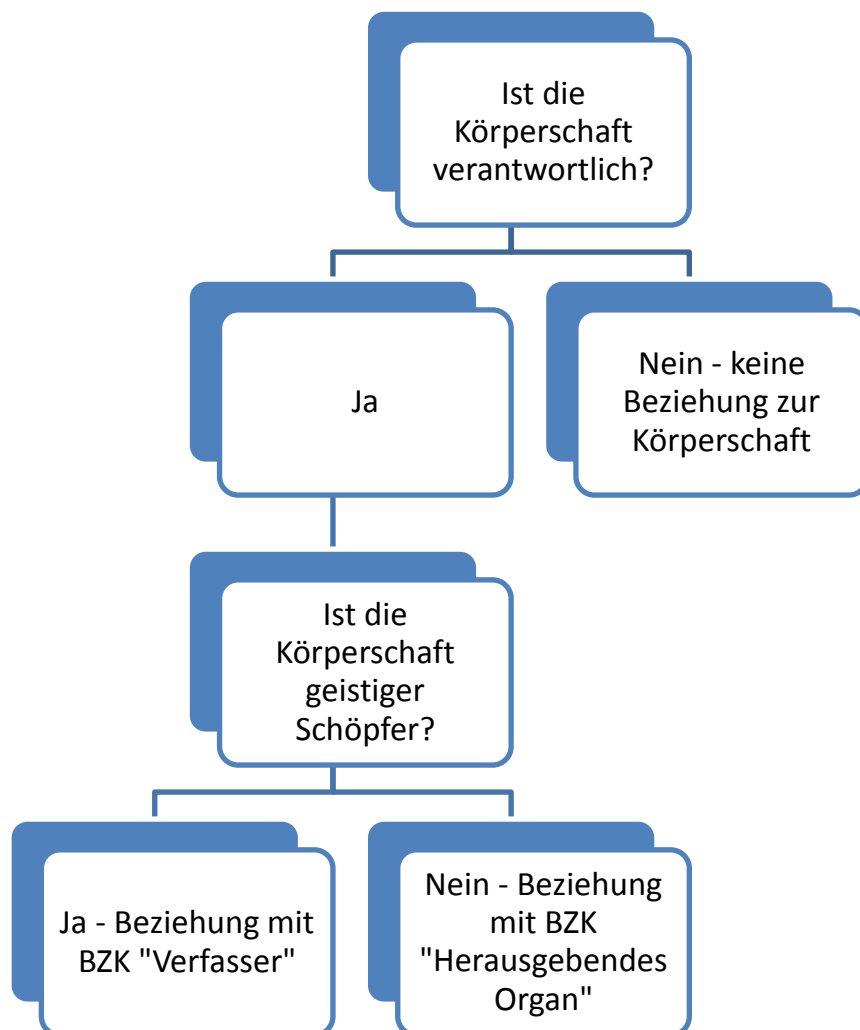 Ist die
Körperschaft
verantwortlich?
Ja
Nein - keine
Beziehung zur
Körperschaft
Ist die
Körperschaft
geistiger
Schöpfer?
Ja - Beziehung mit
BZK "Verfasser"
Nein - Beziehung
mit BZK
"Herausgebendes
Organ"